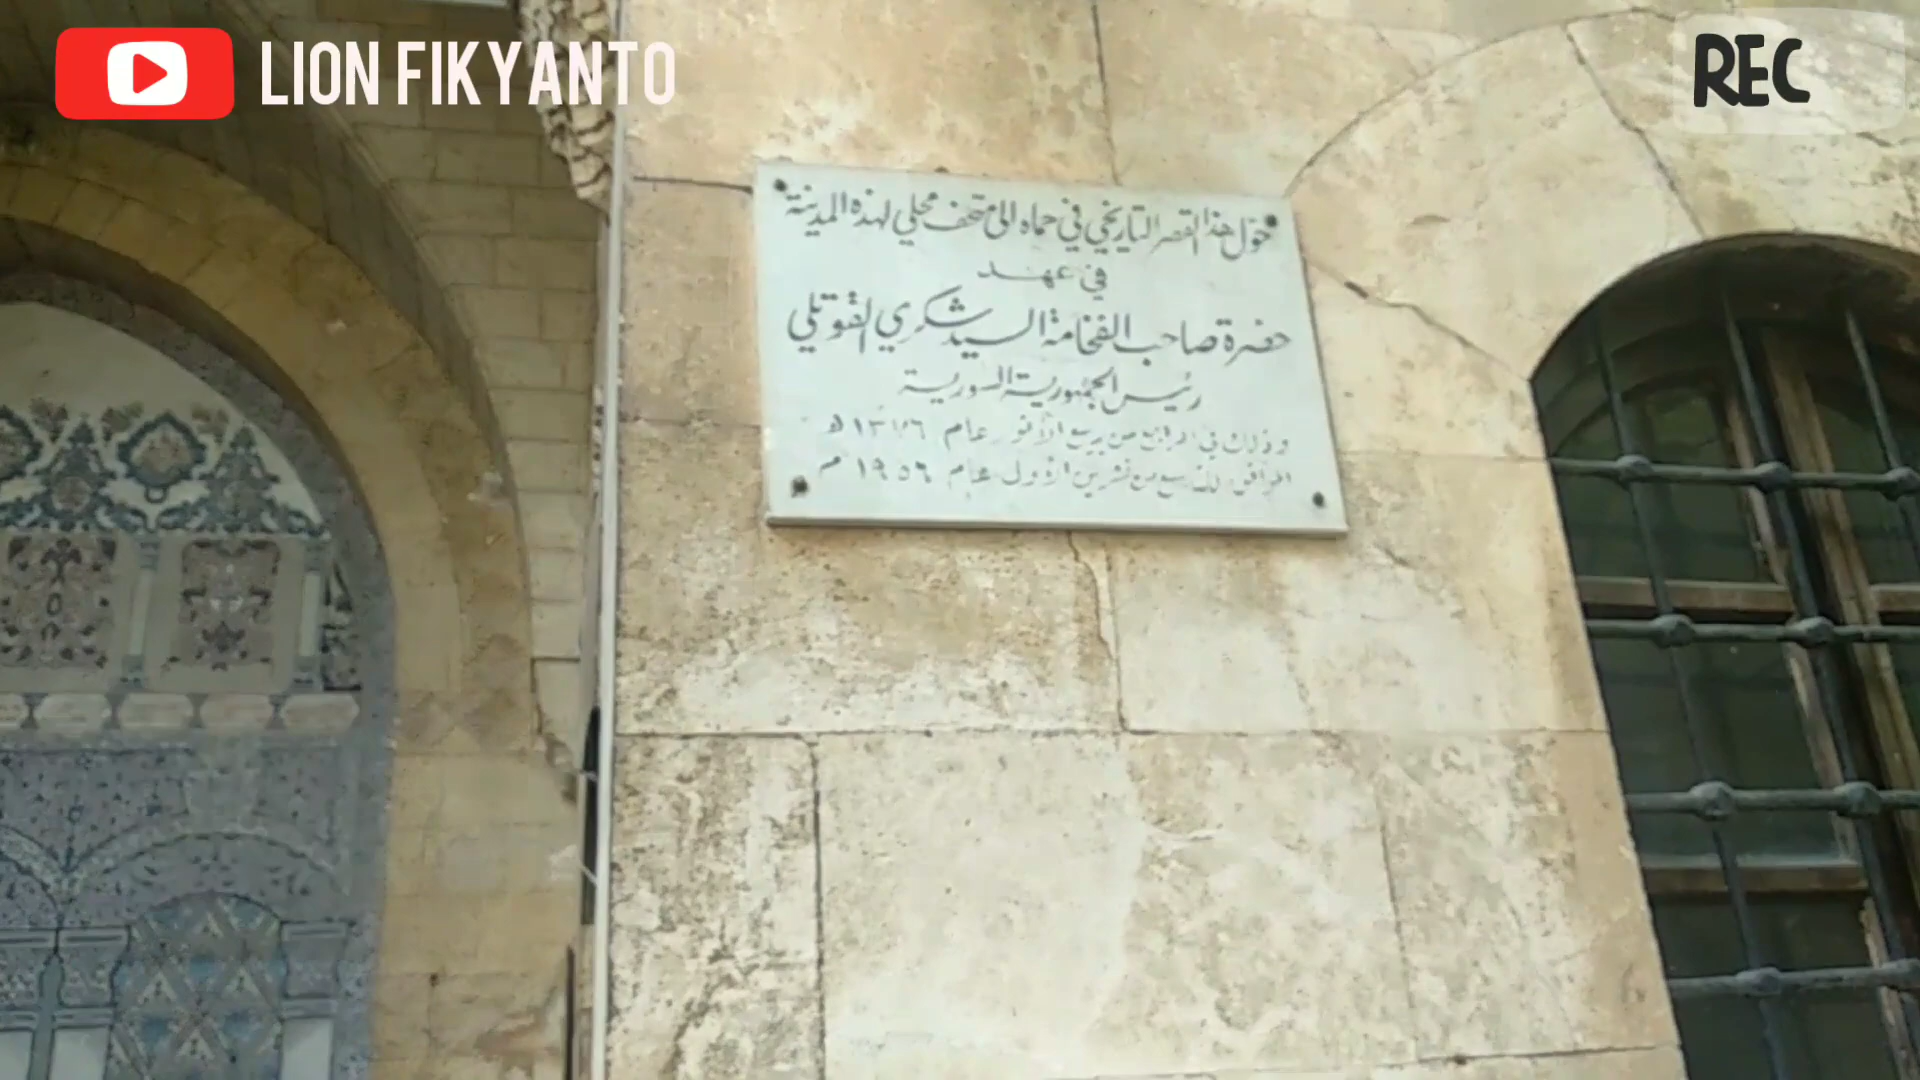 LION FIKYANTO
REC
حول هذا القصر التاريخي في حماه الى متحف محلي لهذه المدينة
في عهد
حضرة صاحب الفخامة السيد شكري القوتلي
رئيس الجمهورية السورية
وذلك في الرابع من ربيع الأنور عام ١٣٧٦ هـ
الموافق للتاسع من تشرين الأول عام ١٩٥٦ م